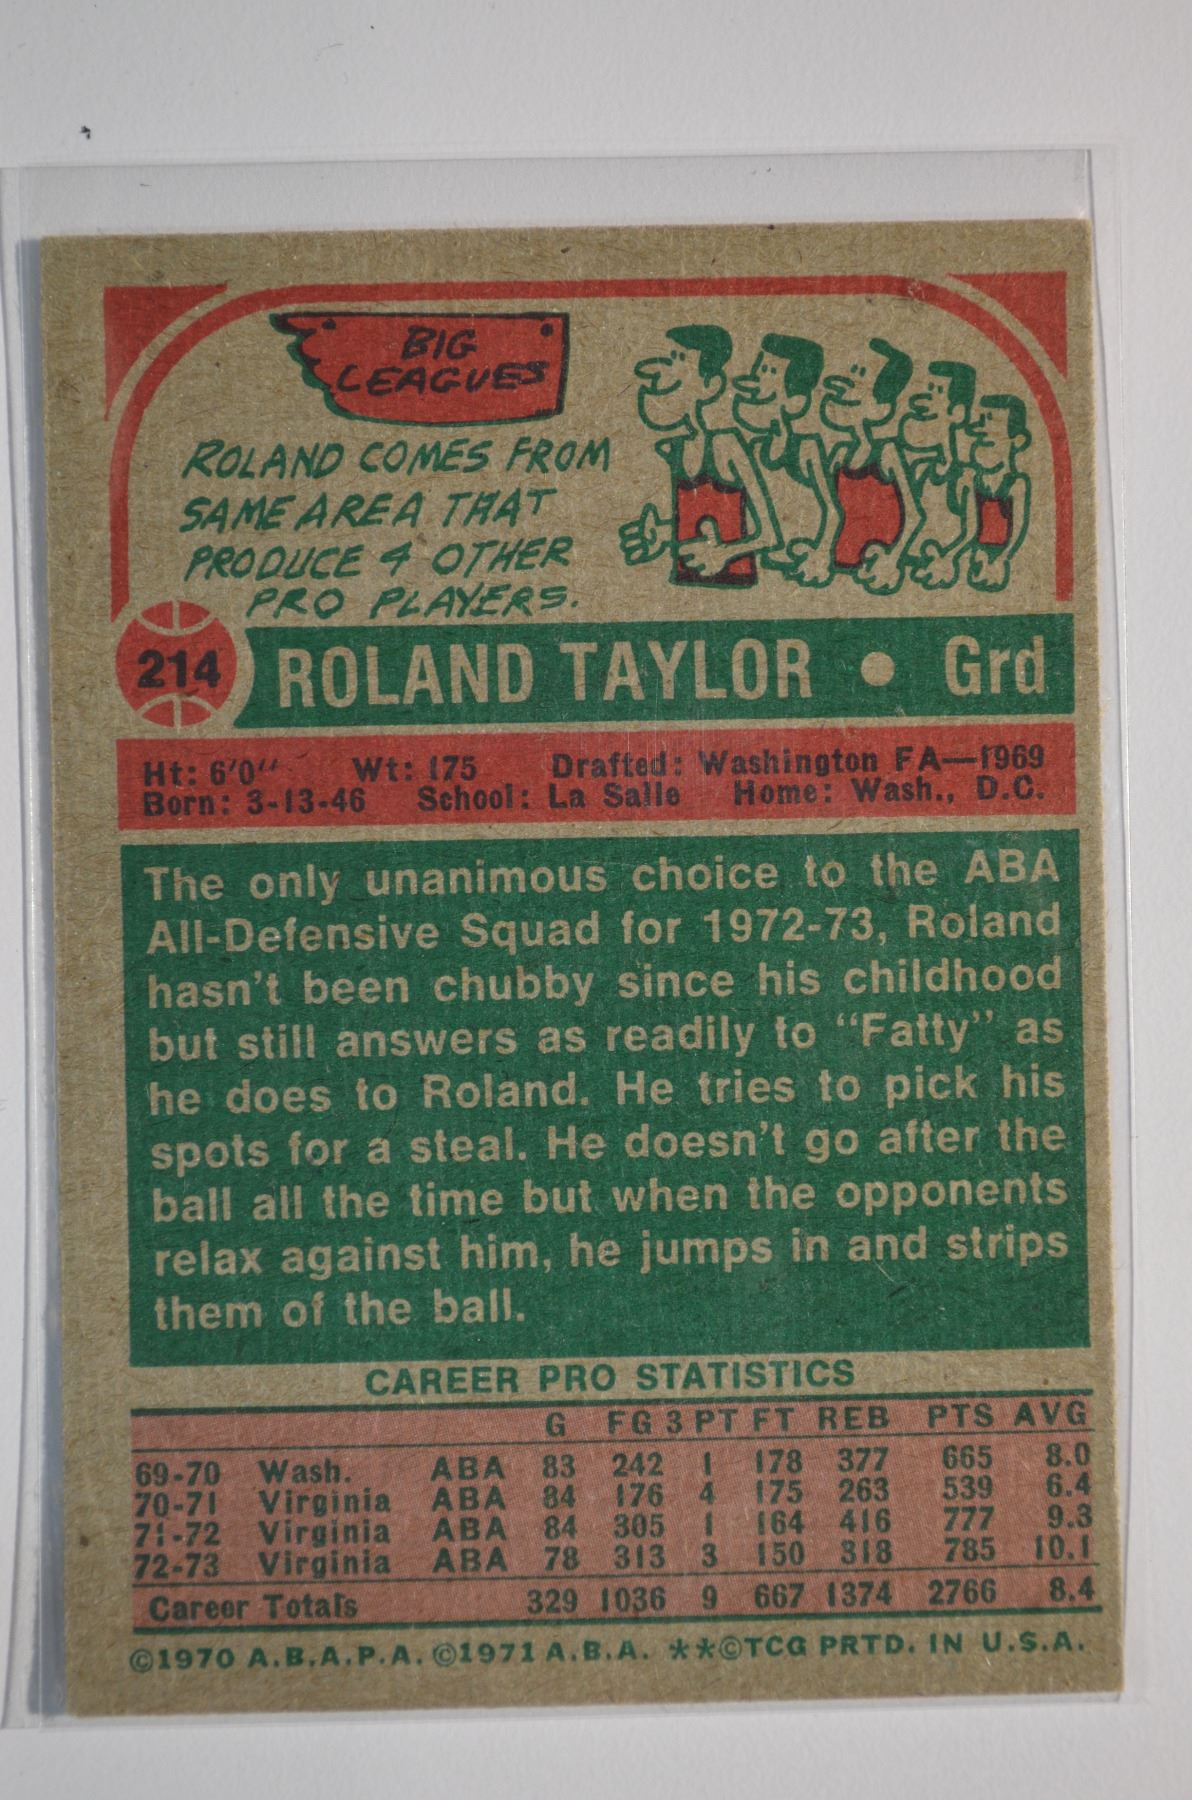 BIG
LEAGUES
ROLAND COMES FROM
SAME AREA THAT
PRODUCE 4 OTHER
PRO PLAYERS.
214 ROLAND TAYLOR • Grd
Ht: 6'0" Wt: 175 Drafted: Washington FA—1969
Born: 3-13-46 School: La Salle Home: Wash., D.C.
The only unanimous choice to the ABA
All-Defensive Squad for 1972-73, Roland
hasn't been chubby since his childhood
but still answers as readily to "Fatty" as
he does to Roland. He tries to pick his
spots for a steal. He doesn't go after the
ball all the time but when the opponents
relax against him, he jumps in and strips
them of the ball.
CAREER PRO STATISTICS
G FG 3 PT FT REB PTS AVG
69-70 Wash. ABA 83 242 1 178 377 665 8.0
70-71 Virginia ABA 84 176 4 175 263 539 6.4
71-72 Virginia ABA 84 305 1 164 416 777 9.3
72-73 Virginia ABA 78 313 3 150 318 785 10.1
Career Totals 329 1036 9 667 1374 2766 8.4
©1970 A.B.A.P.A. ©1971 A.B.A. **©TCG PRTD. IN U.S.A.